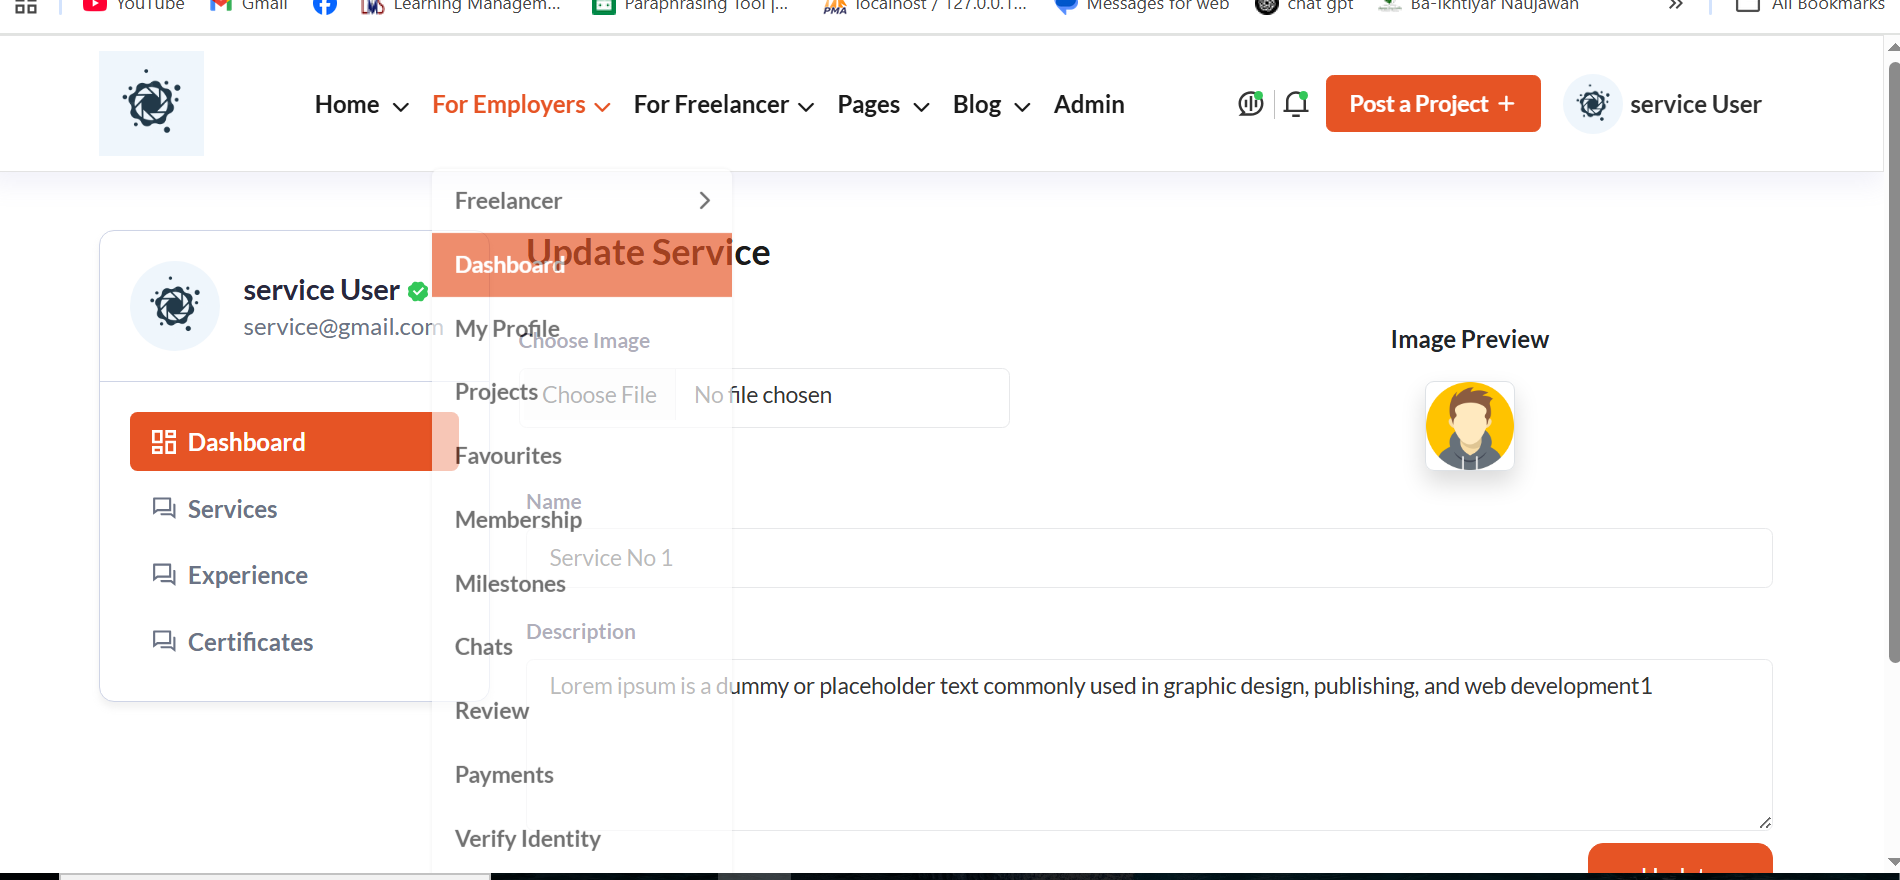 YouTube Gmail Learning Managem... Paraphrasing Tool |... localhost / 127.0.0.1... Messages for web chat gpt Ba-Ikhtiyar Naujawan All Bookmarks
Home For Employers For Freelancer Pages Blog Admin Post a Project + service User
Freelancer
Update Service
Dashboard
service User
service@gmail.com
My Profile
Choose Image
Image Preview
Projects
Choose File No file chosen
Dashboard
Favourites
Name
Services
Membership
Service No 1
Experience
Milestones
Description
Certificates
Chats
Lorem ipsum is a dummy or placeholder text commonly used in graphic design, publishing, and web development1
Review
Payments
Verify Identity